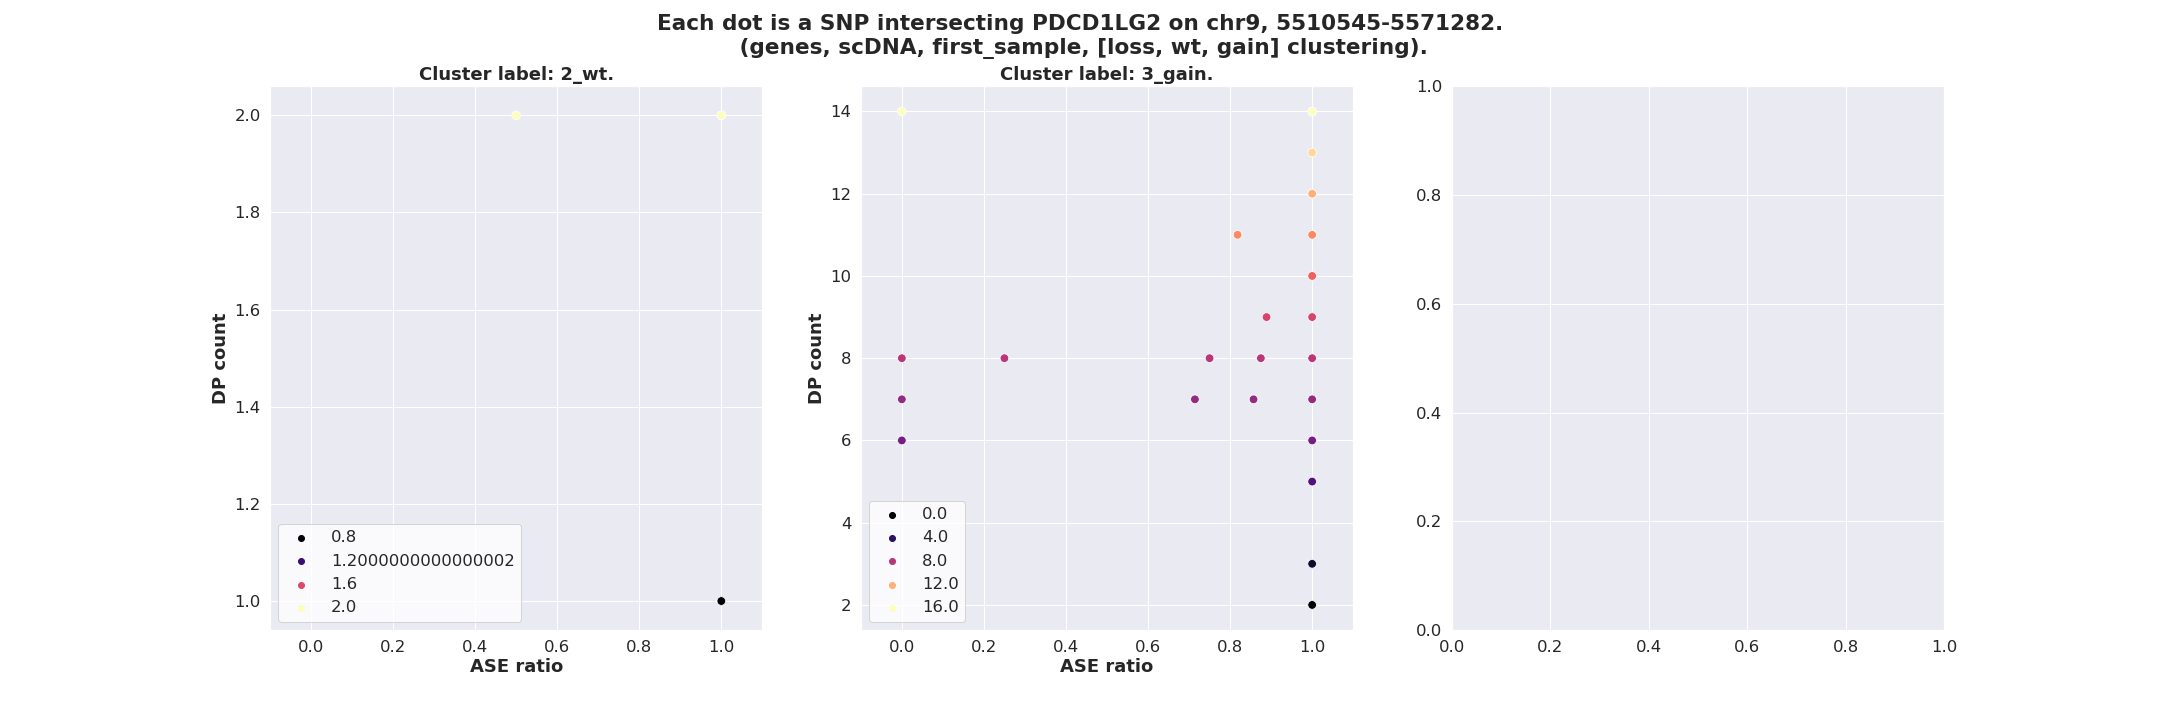 Each dot is a SNP intersecting PDCD1LG2 on chr9, 5510545-5571282.
(genes, scDNA, first_sample, [loss, wt, gain] clustering).
Cluster label: 2_wt.
2.0
1.8
1.6
1.4
1.2
1.0
DP count
0.8
1.2000000000000002
1.6
2.0
0.0 0.2 0.4 0.6 0.8 1.0
ASE ratio
Cluster label: 3_gain.
14
12
10
8
6
4
2
DP count
0.0
4.0
8.0
12.0
16.0
0.0 0.2 0.4 0.6 0.8 1.0
ASE ratio
1.0
0.8
0.6
0.4
0.2
0.0
0.0 0.2 0.4 0.6 0.8 1.0